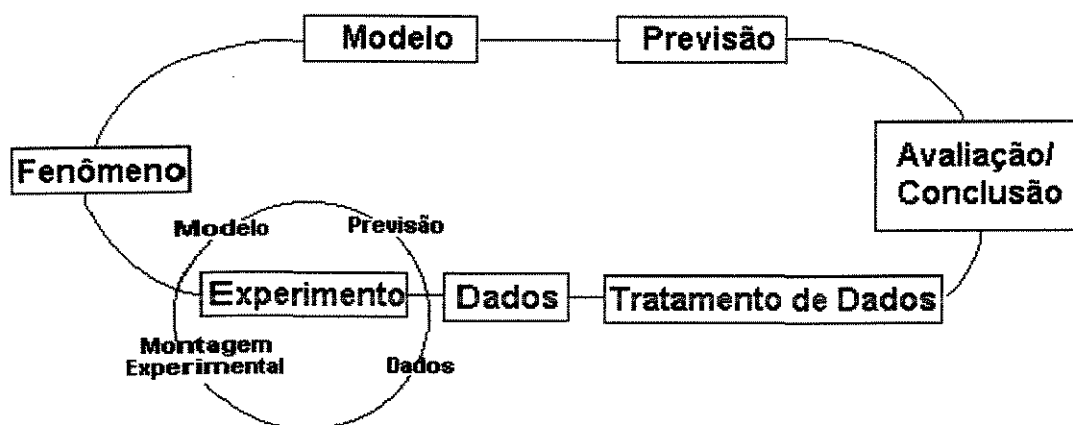 Modelo
Previsão
Fenômeno
Avaliação/
Conclusão
Modelo
Previsão
Experimento
Dados
Tratamento de Dados
Montagem
Experimental
Dados